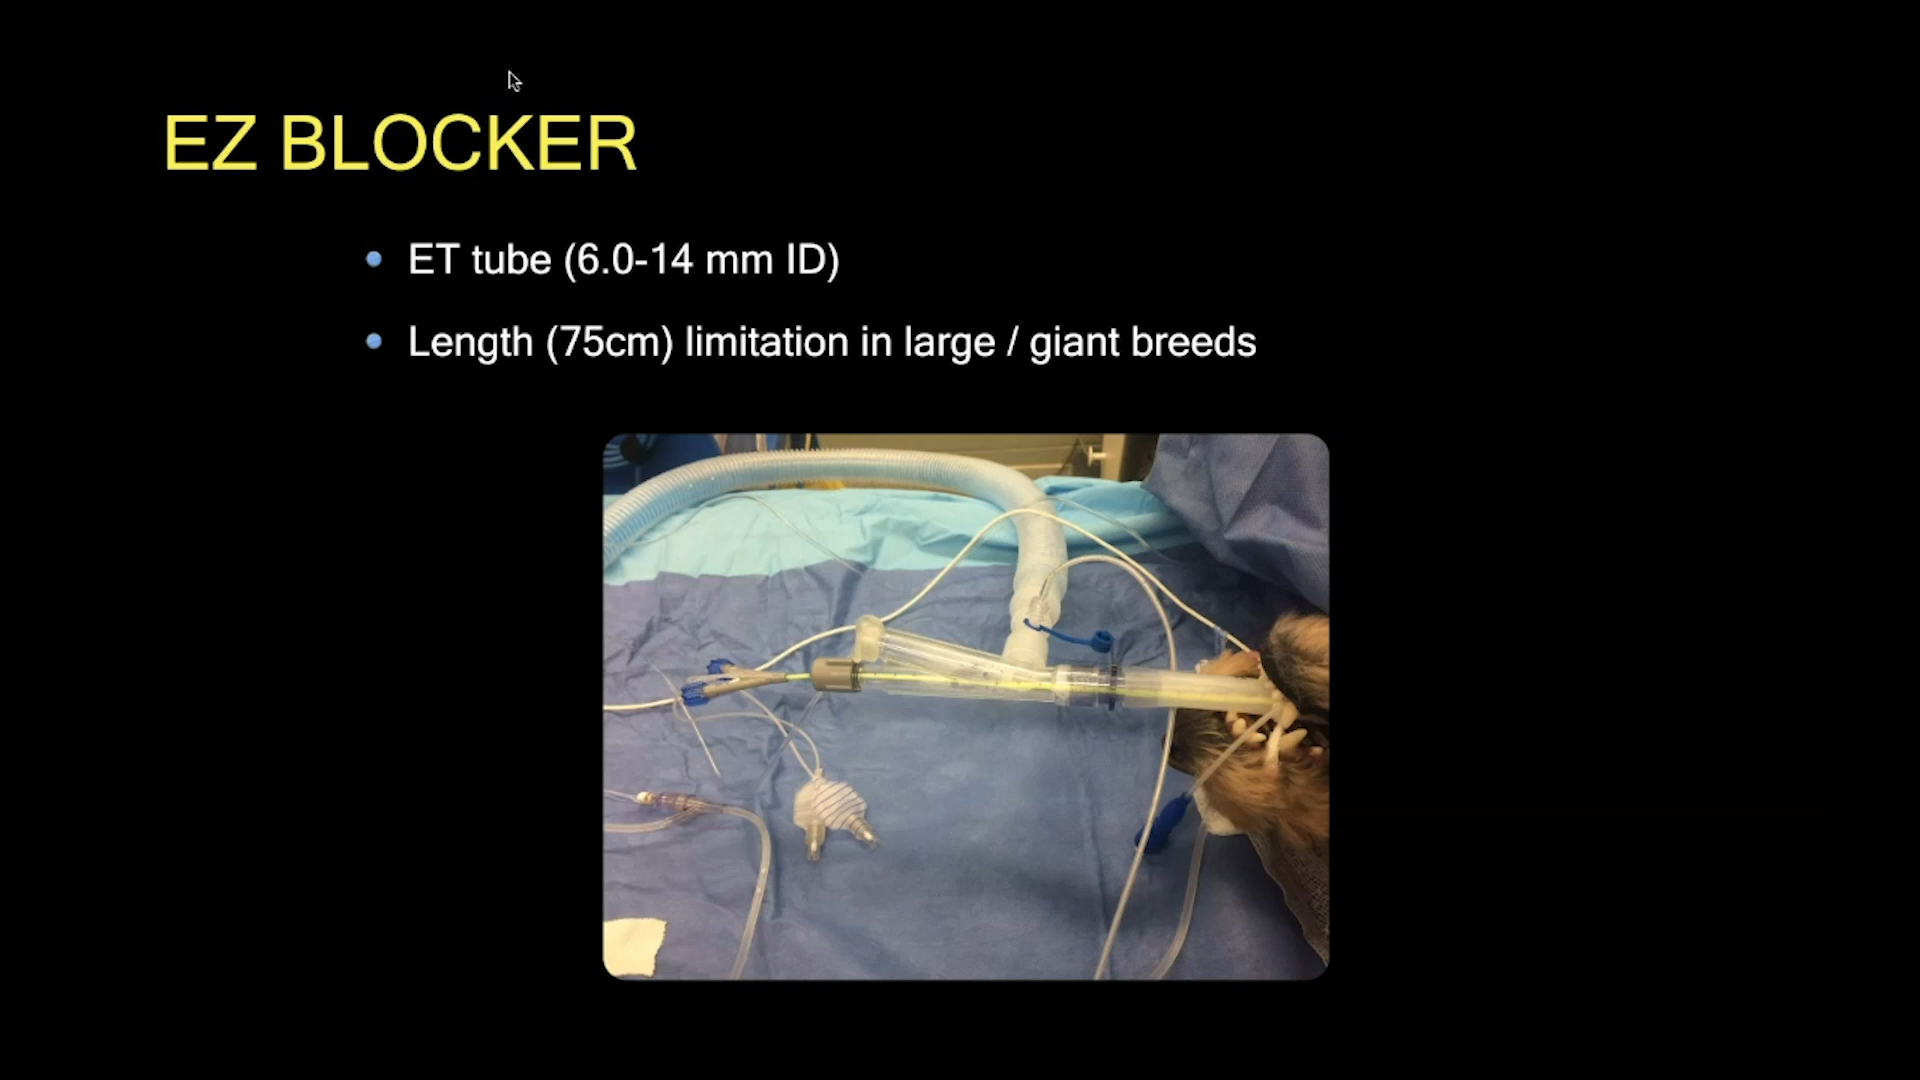 EZ BLOCKER
ET tube (6.0-14 mm ID)
Length (75cm) limitation in large / giant breeds